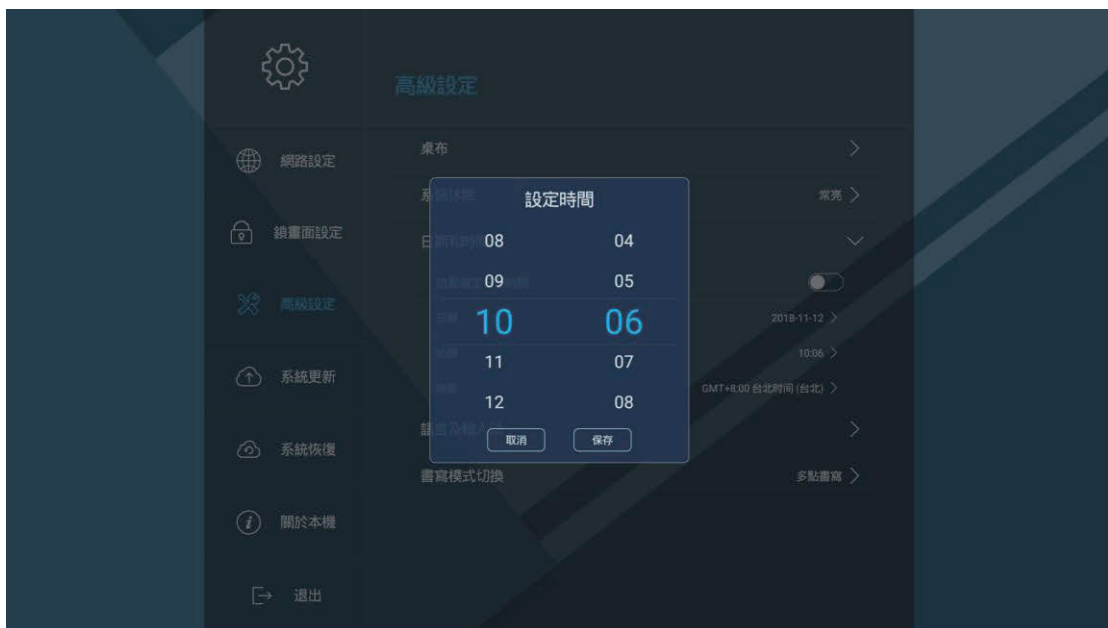 高級設定
網路設定
鎖畫面設定
高級設定
系統更新
系統恢復
關於本機
退出
桌布
常亮
2018-11-12
10:06
GMT+8:00 台北时间 (台北)
書寫模式切換
多點書寫
設定時間
08 04
09 05
10 06
11 07
12 08
取消 保存